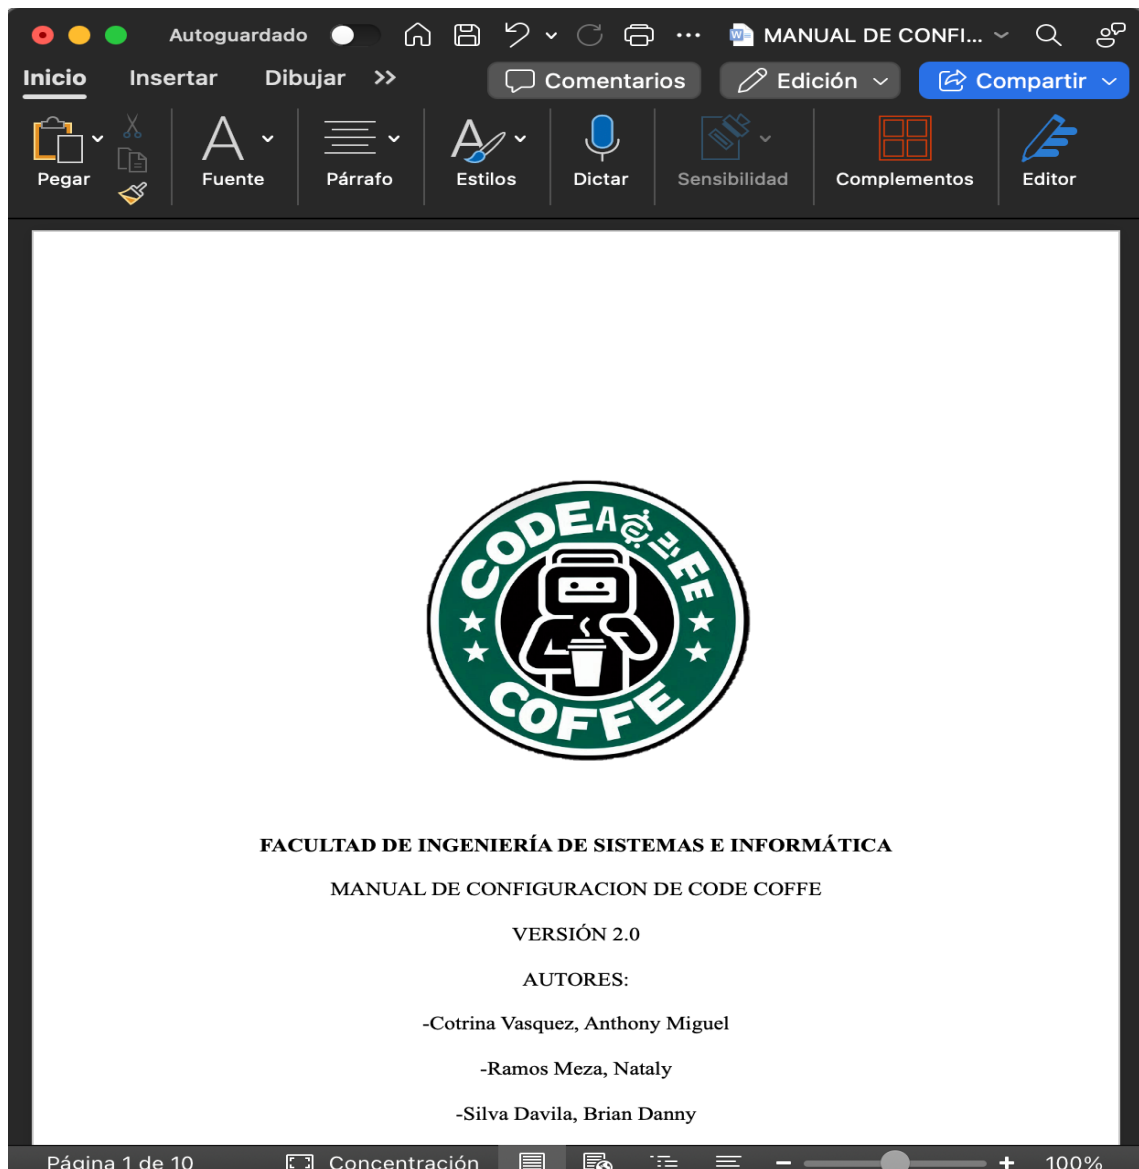 Autoguardado
MANUAL DE CONFI...
Inicio
Insertar
Dibujar
>>
Comentarios
Edición
Compartir
Pegar
Fuente
Párrafo
Estilos
Dictar
Sensibilidad
Complementos
Editor
CODE
COFFE
FACULTAD DE INGENIERÍA DE SISTEMAS E INFORMÁTICA
MANUAL DE CONFIGURACION DE CODE COFFE
VERSIÓN 2.0
AUTORES:
-Cotrina Vasquez, Anthony Miguel
-Ramos Meza, Nataly
-Silva Davila, Brian Danny
Página 1 de 10
Concentración
100%